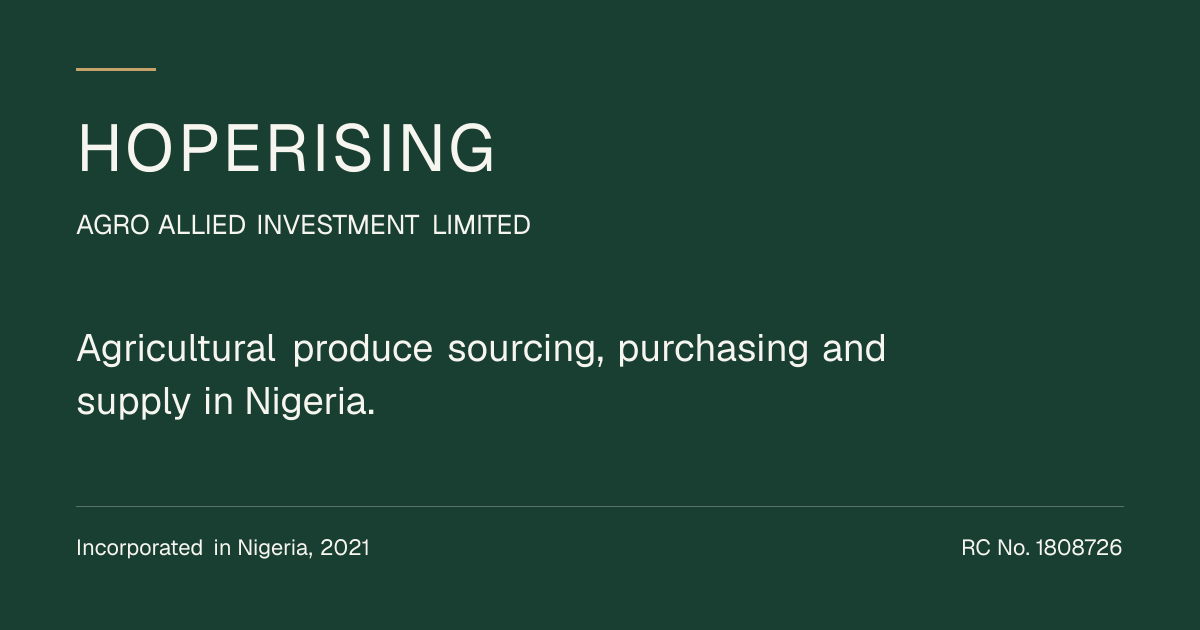 HOPERISING
AGRO ALLIED INVESTMENT LIMITED
Agricultural produce sourcing, purchasing and
supply in Nigeria.
Incorporated in Nigeria, 2021
RC No. 1808726